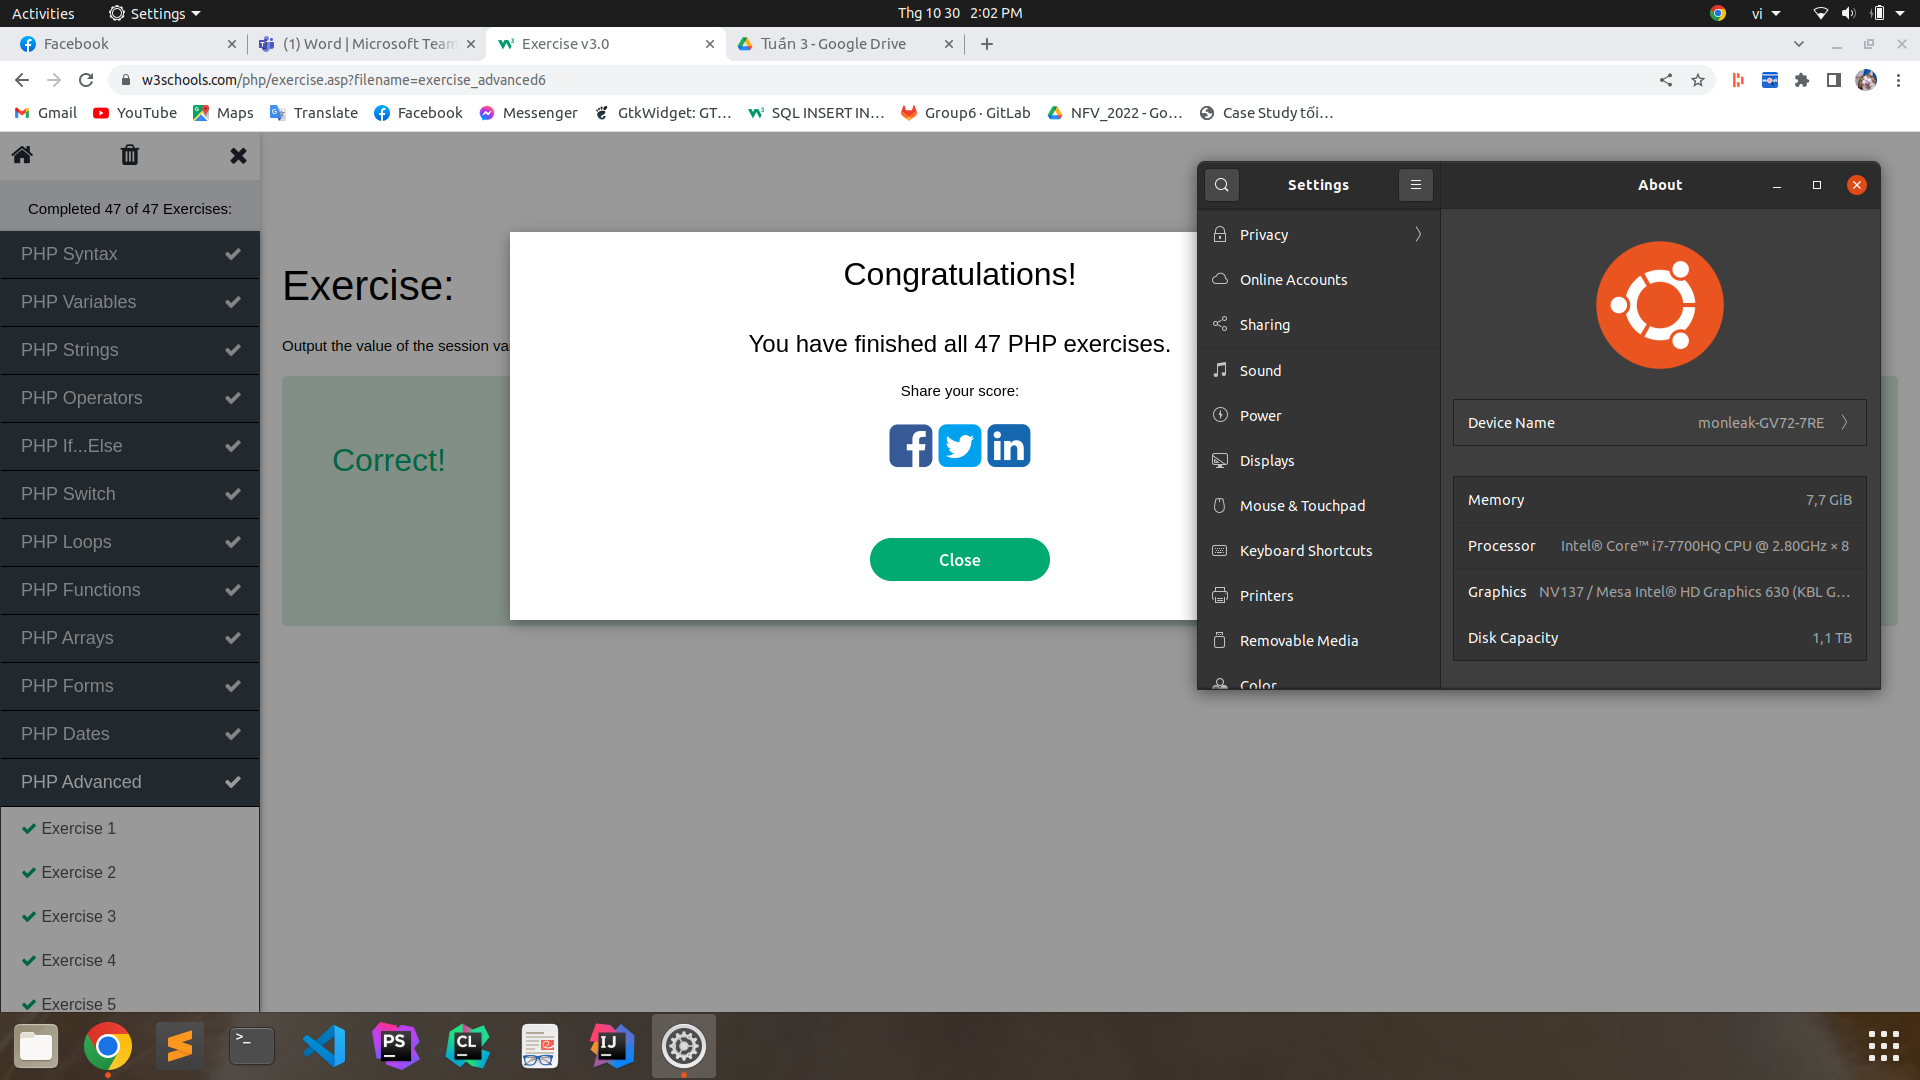 Activities
Settings
Thg 10 30 2:02 PM
vi
Facebook
(1) Word | Microsoft Team
Exercise v3.0
Tuần 3 - Google Drive
w3schools.com/php/exercise.asp?filename=exercise_advanced6
Gmail
YouTube
Maps
Translate
Facebook
Messenger
GtkWidget: GT...
SQL INSERT IN...
Group6 · GitLab
NFV_2022 - Go...
Case Study tối...
Completed 47 of 47 Exercises:
PHP Syntax
PHP Variables
PHP Strings
PHP Operators
PHP If...Else
PHP Switch
PHP Loops
PHP Functions
PHP Arrays
PHP Forms
PHP Dates
PHP Advanced
Exercise 1
Exercise 2
Exercise 3
Exercise 4
Exercise 5
Exercise:
Output the value of the session va
Correct!
Congratulations!
You have finished all 47 PHP exercises.
Share your score:
Close
Settings
Privacy
Online Accounts
Sharing
Sound
Power
Displays
Mouse & Touchpad
Keyboard Shortcuts
Printers
Removable Media
Color
About
Device Name monleak-GV72-7RE
Memory 7,7 GiB
Processor Intel® Core™ i7-7700HQ CPU @ 2.80GHz × 8
Graphics NV137 / Mesa Intel® HD Graphics 630 (KBL G...
Disk Capacity 1,1 TB
>_
PS
CL
IJ